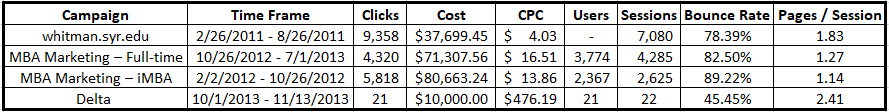 Campaign Time Frame Clicks Cost CPC Users Sessions Bounce Rate Pages / Session
whitman.syr.edu 2/26/2011 - 8/26/2011 9,358 $37,699.45 $ 4.03 - 7,080 78.39% 1.83
MBA Marketing – Full-time 10/26/2012 - 7/1/2013 4,320 $71,307.56 $ 16.51 3,774 4,285 82.50% 1.27
MBA Marketing – iMBA 2/2/2012 - 10/26/2012 5,818 $80,663.24 $ 13.86 2,367 2,625 89.22% 1.14
Delta 10/1/2013 - 11/13/2013 21 $10,000.00 $476.19 21 22 45.45% 2.41